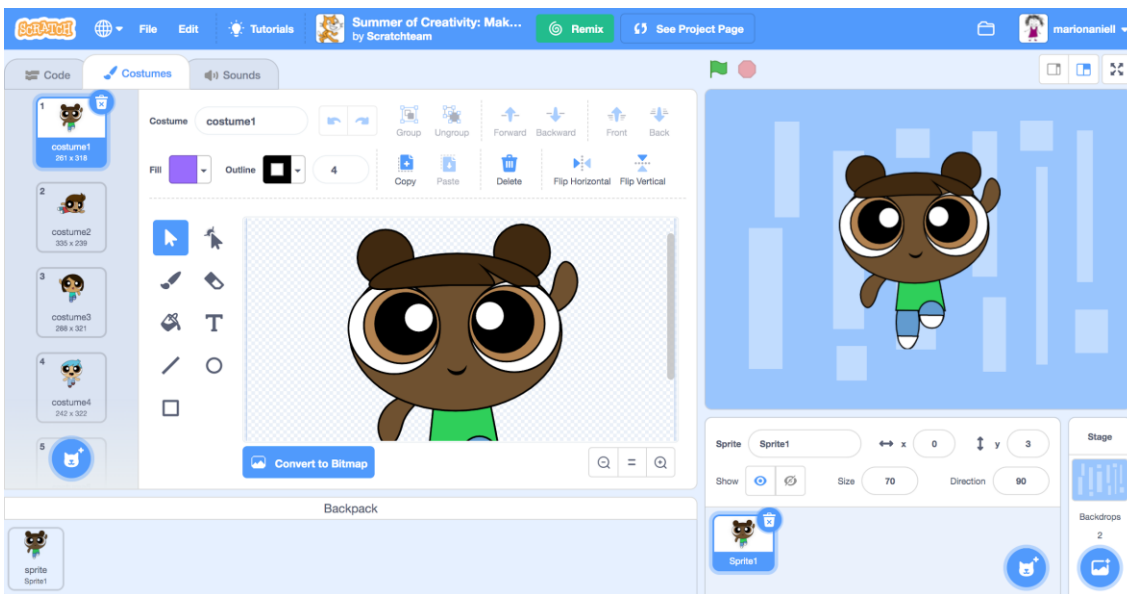 SCRATCH
File
Edit
Tutorials
Summer of Creativity: Mak...
by Scratchteam
Remix
See Project Page
marionaniell
Code
Costumes
Sounds
1
costume1
261 x 318
2
costume2
335 x 239
3
costume3
288 x 321
4
costume4
242 x 322
5
Costume
costume1
Group
Ungroup
Forward
Backward
Front
Back
Fill
Outline
4
Copy
Paste
Delete
Flip Horizontal
Flip Vertical
T
Convert to Bitmap
Backpack
sprite
Sprite1
Sprite
Sprite1
x
0
y
3
Show
Size
70
Direction
90
Sprite1
Stage
Backdrops
2